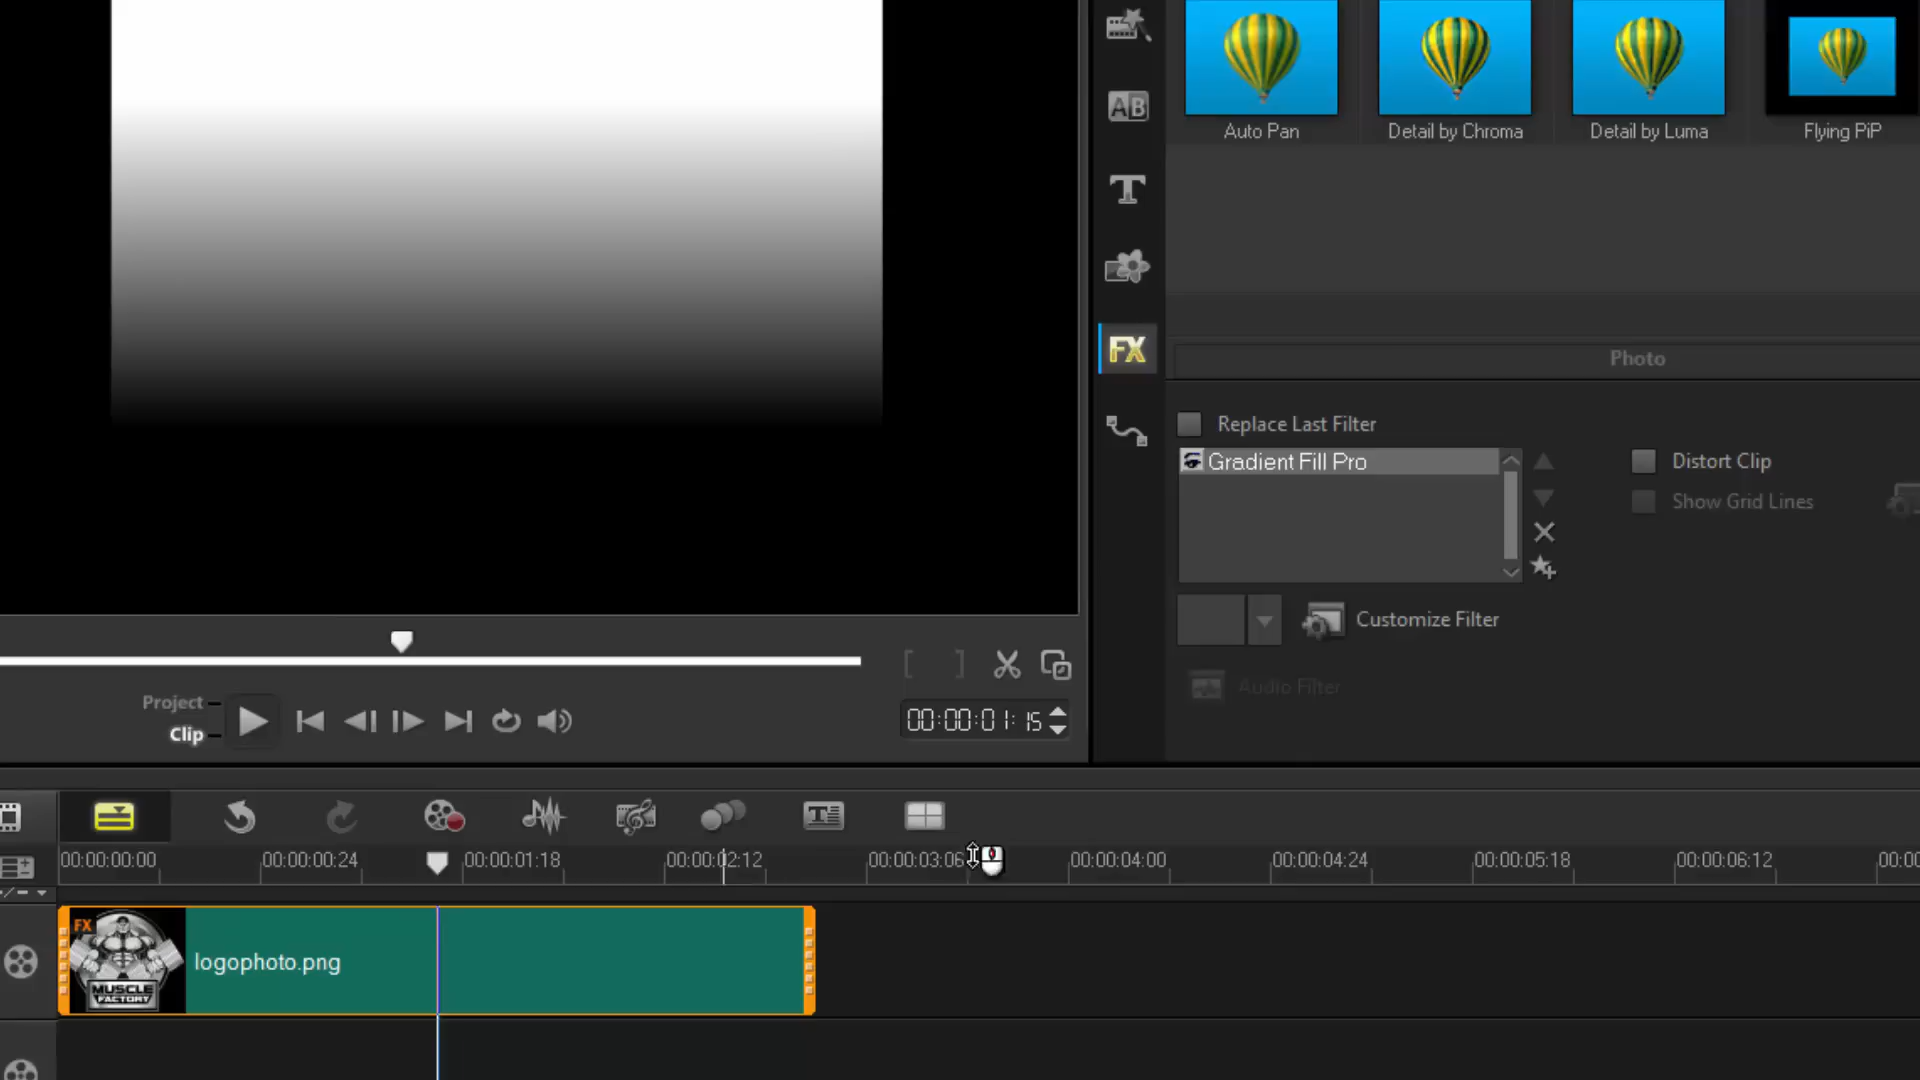 AB
T
FX
Auto Pan
Detail by Chroma
Detail by Luma
Flying PiP
Photo
Replace Last Filter
Gradient Fill Pro
Distort Clip
Show Grid Lines
Customize Filter
Audio Filter
Project
Clip
[ ]
00:00:01:15
00:00:00:00
00:00:00:24
00:00:01:18
00:00:02:12
00:00:03:06
00:00:04:00
00:00:04:24
00:00:05:18
00:00:06:12
00:00
FX
MUSCLE
FACTORY
logophoto.png